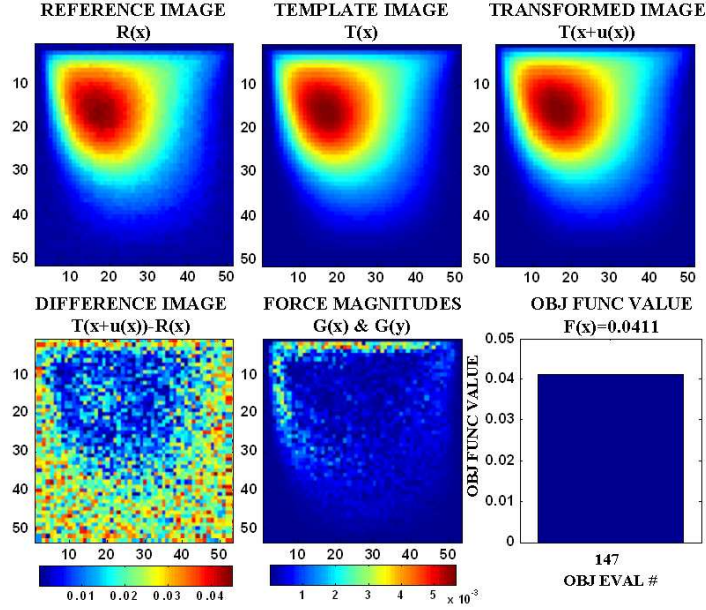 REFERENCE IMAGE
R(x)
TEMPLATE IMAGE
T(x)
TRANSFORMED IMAGE
T(x+u(x))
10
20
30
40
50
10 20 30 40 50
10
20
30
40
50
10 20 30 40 50
10
20
30
40
50
10 20 30 40 50
DIFFERENCE IMAGE
T(x+u(x))-R(x)
FORCE MAGNITUDES
G(x) & G(y)
OBJ FUNC VALUE
F(x)=0.0411
10
20
30
40
50
10 20 30 40 50
0.01 0.02 0.03 0.04
10
20
30
40
50
10 20 30 40 50
1 2 3 4 5
x 10⁻³
OBJ FUNC VALUE
0.05
0.04
0.03
0.02
0.01
0
147
OBJ EVAL #